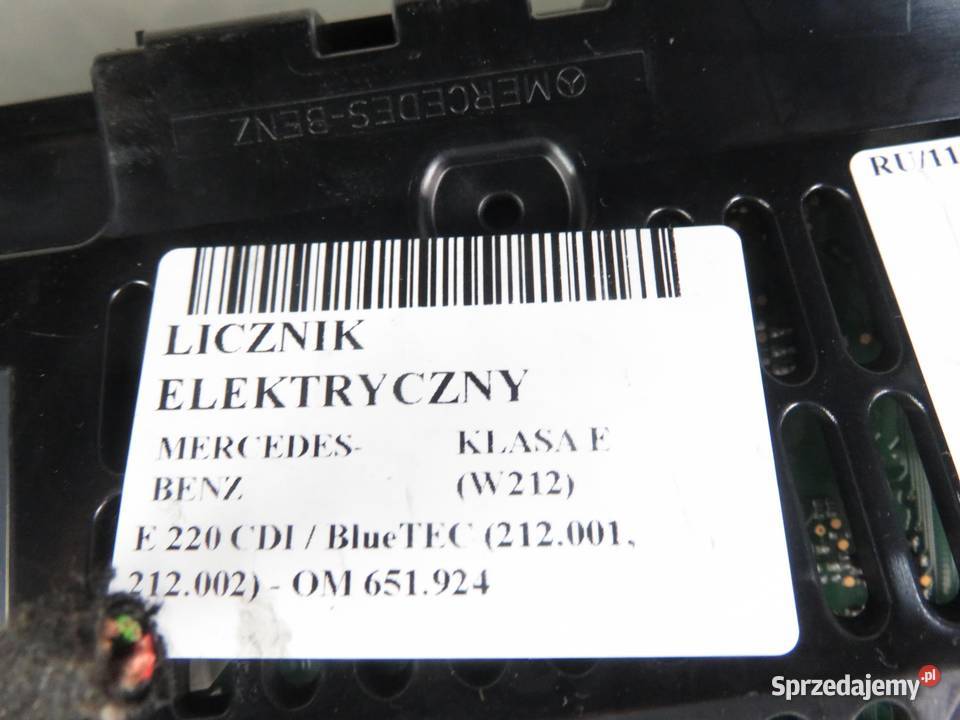 MERCEDES-BENZ
RU/11
LICZNIK
ELEKTRYCZNY
MERCEDES- KLASA E
BENZ (W212)
E 220 CDI / BlueTEC (212.001,
212.002) - OM 651.924
Sprzedajemy.pl